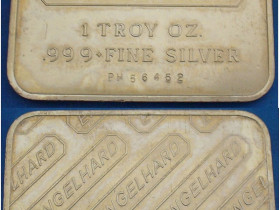 1 TROY OZ.
.999+FINE SILVER
PH 56452
ENGELHARD
ENGELHARD
ENGELHARD